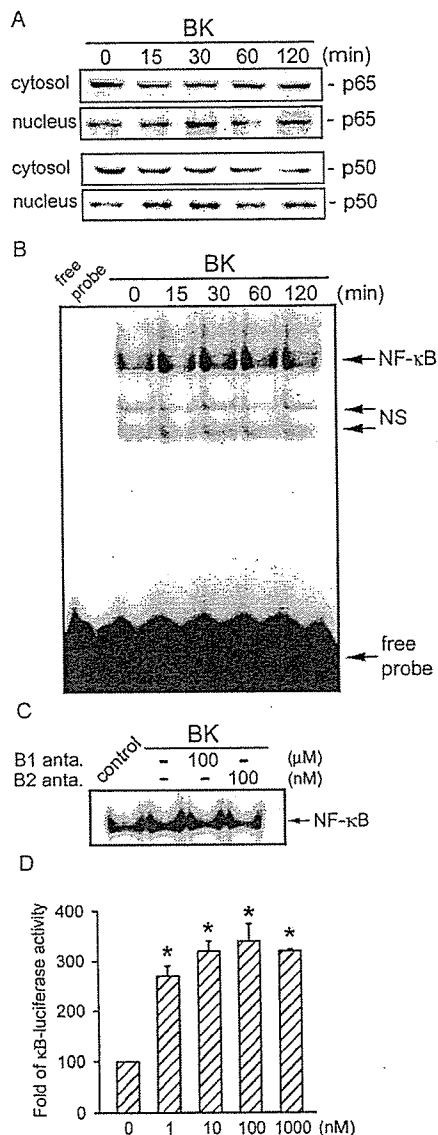 A
BK
0 15 30 60 120 (min)
cytosol - p65
nucleus - p65
cytosol - p50
nucleus - p50
B
free probe
BK
0 15 30 60 120 (min)
NF-κB
NS
free probe
C
BK
control
B1 anta. - 100 - (μM)
B2 anta. - - 100 (nM)
NF-κB
D
Fold of κB-luciferase activity
400
300
200
100
0
* * * *
0 1 10 100 1000 (nM)